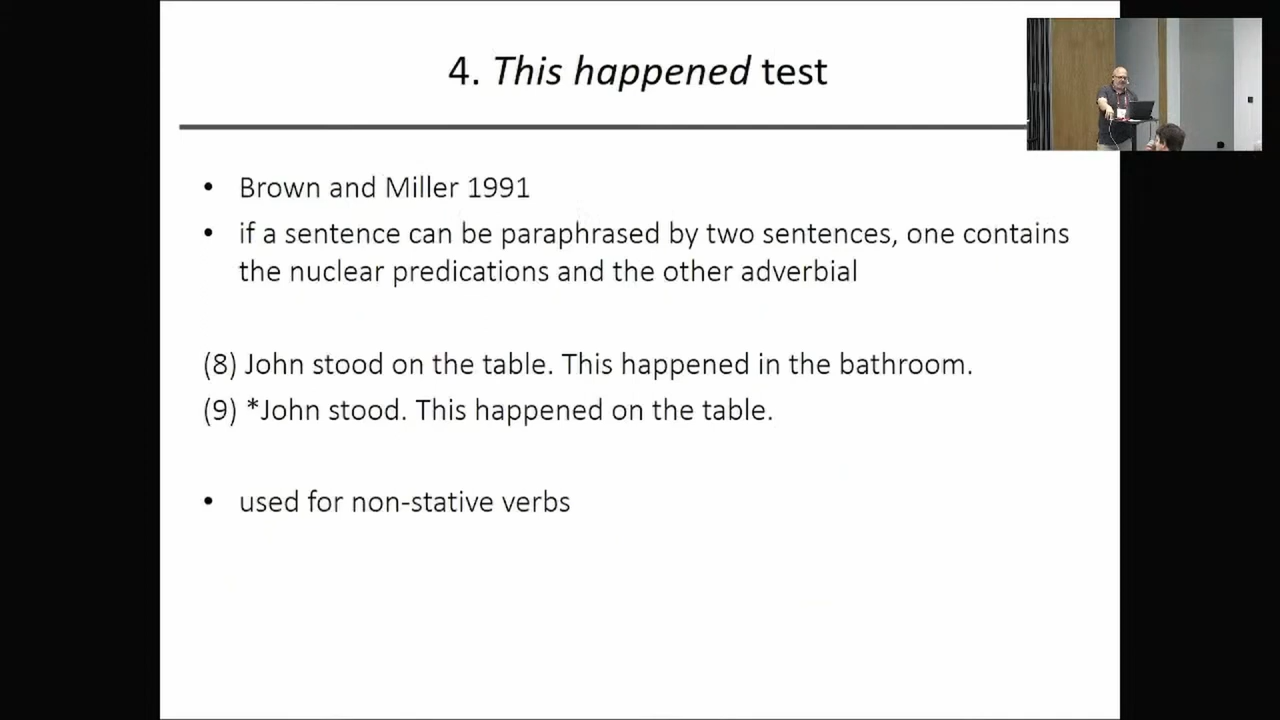 4. This happened test
• Brown and Miller 1991
• if a sentence can be paraphrased by two sentences, one contains
the nuclear predications and the other adverbial
(8) John stood on the table. This happened in the bathroom.
(9) *John stood. This happened on the table.
• used for non-stative verbs